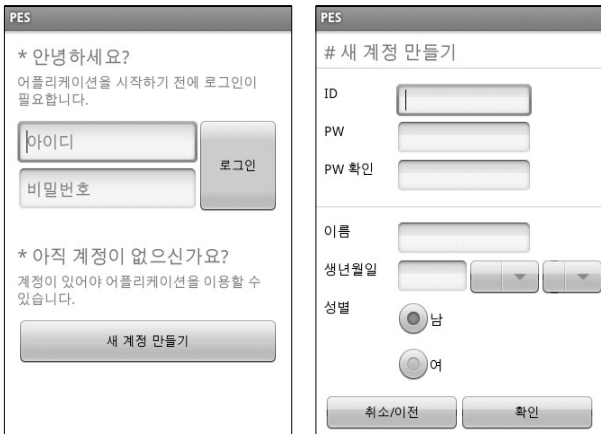 PES
* 안녕하세요?
어플리케이션을 시작하기 전에 로그인이
필요합니다.
아이디
비밀번호
로그인
* 아직 계정이 없으신가요?
계정이 있어야 어플리케이션을 이용할 수
있습니다.
새 계정 만들기
PES
# 새 계정 만들기
ID
PW
PW 확인
이름
생년월일
성별
남
여
취소/이전
확인